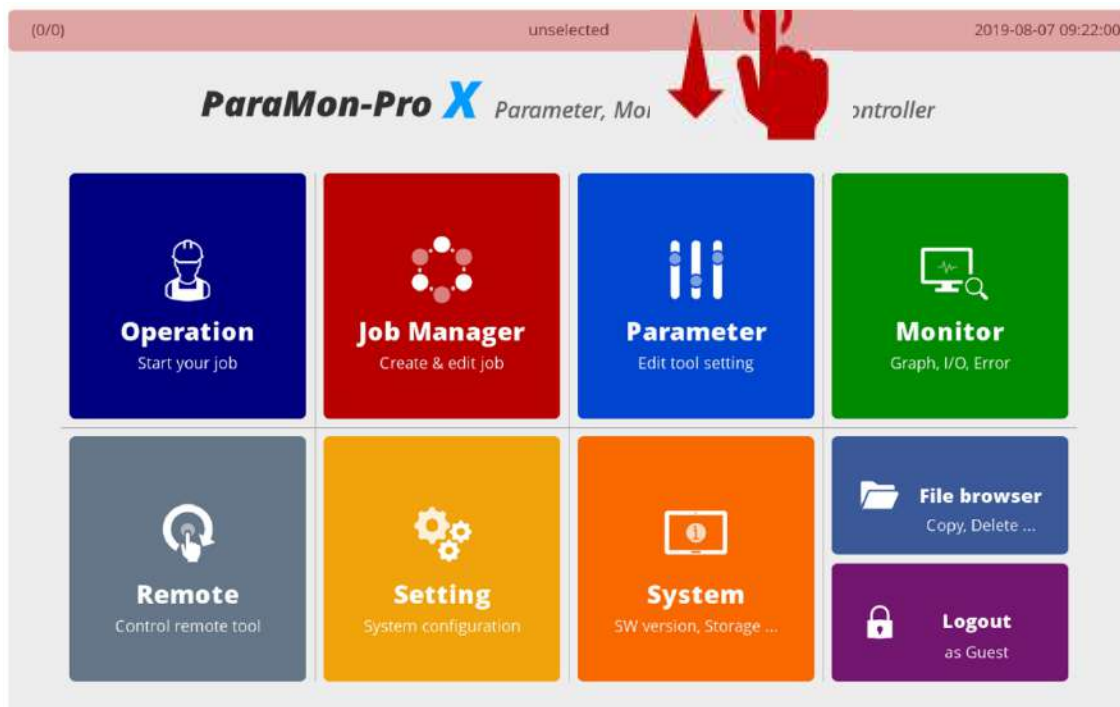 (0/0) unselected 2019-08-07 09:22:00
ParaMon-Pro X Parameter, Mo ontroller
Operation
Start your job
Job Manager
Create & edit job
Parameter
Edit tool setting
Monitor
Graph, I/O, Error
Remote
Control remote tool
Setting
System configuration
System
SW version, Storage ...
File browser
Copy, Delete ...
Logout
as Guest